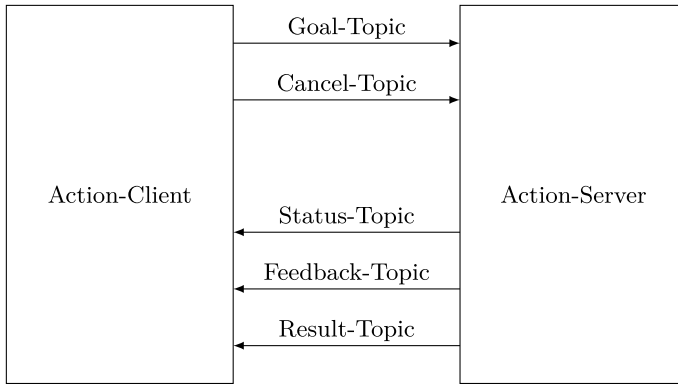 Goal-Topic
Cancel-Topic
Action-Client
Action-Server
Status-Topic
Feedback-Topic
Result-Topic